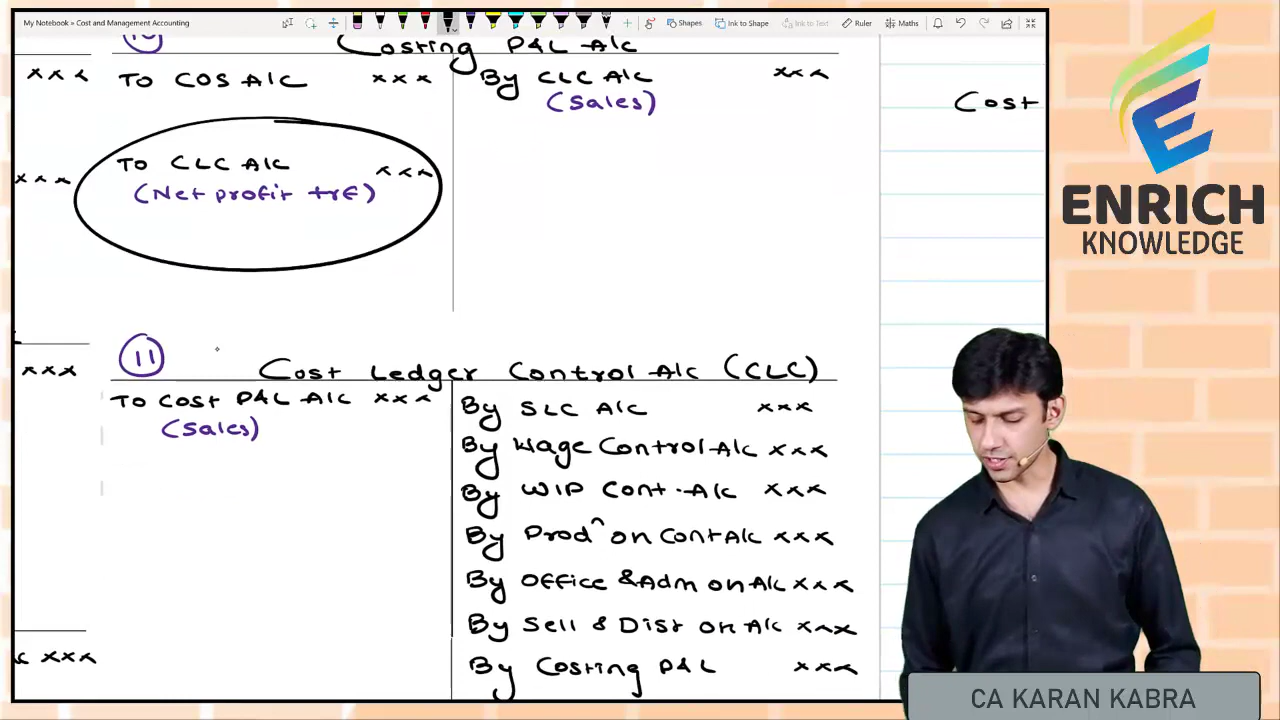 My Notebook » Cost and Management Accounting
Shapes
Ink to Shape
Ink to Text
Ruler
Maths
Costing P&L A/c
To COS A/c xxx
By CLC A/c xxx
(Sales)
To CLC A/c xxx
(Net profit trf)
xxx
xxx
xxx
xxx
Cost
ENRICH
KNOWLEDGE
11
Cost Ledger Control A/c (CLC)
To Cost P&L A/c xxx
(Sales)
By SLC A/c xxx
By Wage Control A/c xxx
By WIP Cont. A/c xxx
By Prodn OH Cont A/c xxx
By Office & Adm OH A/c xxx
By Sell & Dist OH A/c xxx
By Costing P&L xxx
CA KARAN KABRA